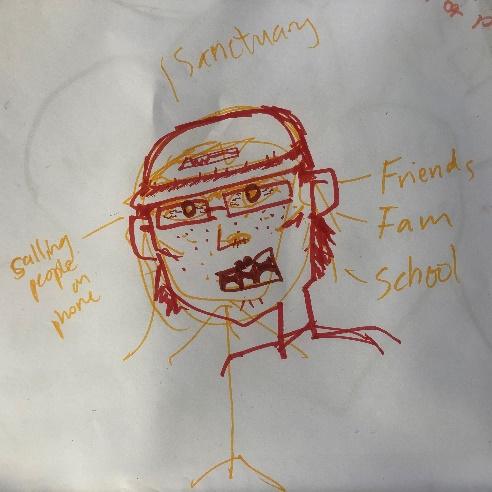 Sanctuary
Friends
Fam
School
Salling
people
on
phone